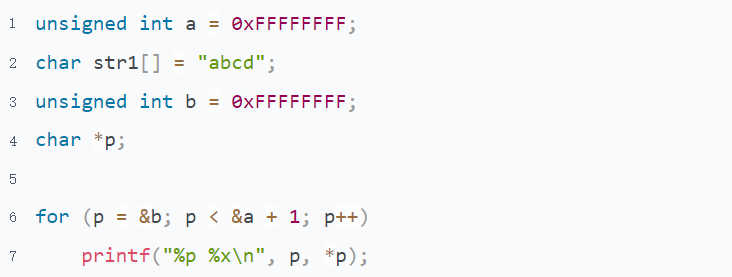 1 unsigned int a = 0xFFFFFFFF;
2 char str1[] = "abcd";
3 unsigned int b = 0xFFFFFFFF;
4 char *p;
5
6 for (p = &b; p < &a + 1; p++)
7     printf("%p %x\n", p, *p);